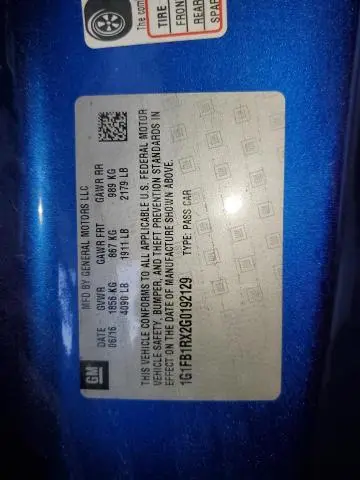 The com
TIRE
FRONT
REAR
SPAR
MFD BY GENERAL MOTORS LLC
DATE GVWR GAWR FRT GAWR RR
06/16 1856 KG 867 KG 989 KG
4090 LB 1911 LB 2179 LB
THIS VEHICLE CONFORMS TO ALL APPLICABLE U.S. FEDERAL MOTOR
VEHICLE SAFETY, BUMPER, AND THEFT PREVENTION STANDARDS IN
EFFECT ON THE DATE OF MANUFACTURE SHOWN ABOVE.
1G1FB1RX2G0192129 TYPE: PASS CAR
GM